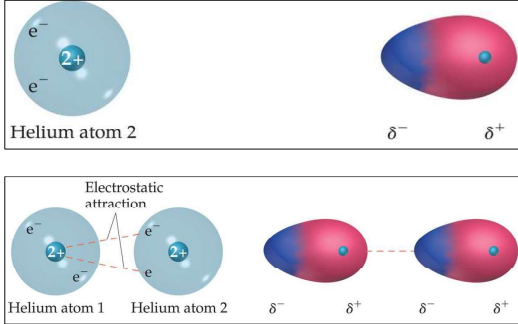 e⁻
2+
e⁻
Helium atom 2
δ⁻ δ⁺
Electrostatic
attraction
e⁻ e⁻
2+ 2+
e⁻ e
Helium atom 1 Helium atom 2
δ⁻ δ⁺ δ⁻ δ⁺